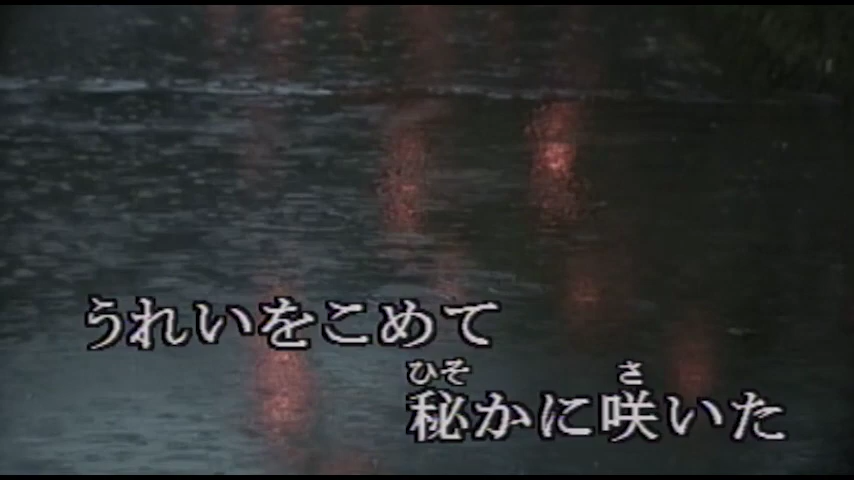 うれいをこめて
ひそ さ
秘かに咲いた